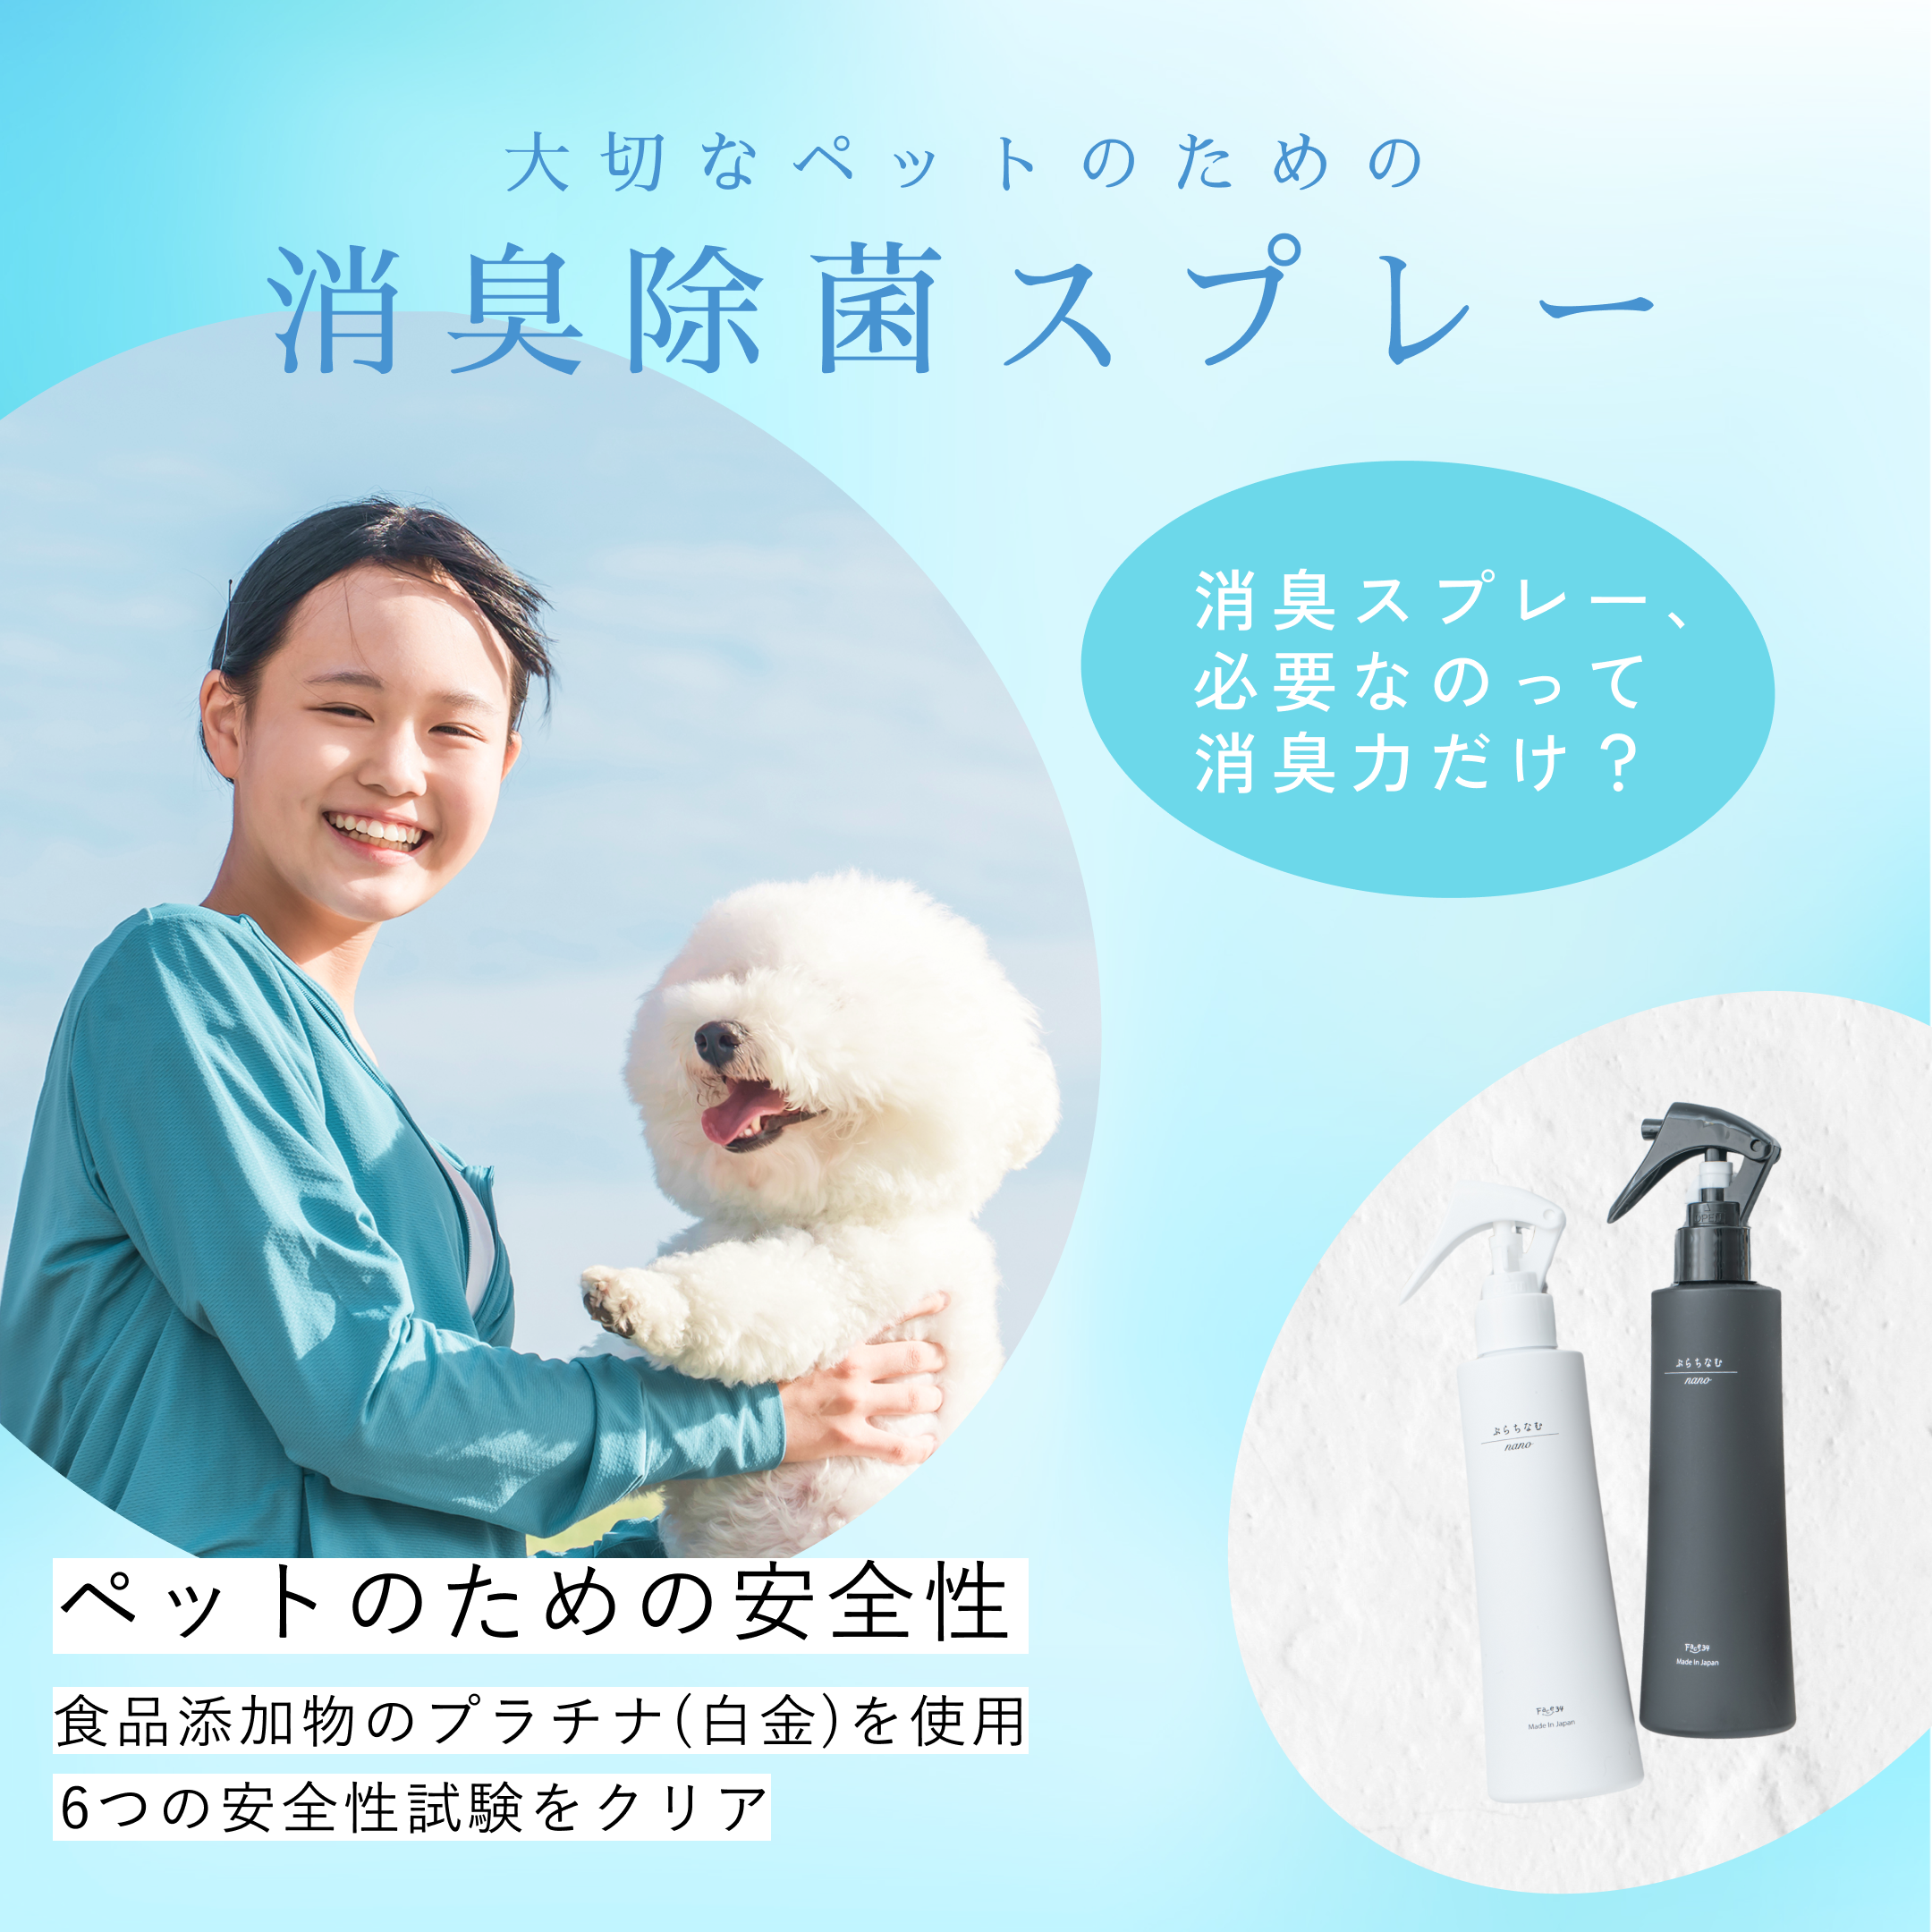 大切なペットのための
消臭除菌スプレー
消臭スプレー、
必要なのって
消臭力だけ？
ぷらちなむ
nano
Face34
Made In Japan
ぷらちなむ
nano
Face34
Made In Japan
ペットのための安全性
食品添加物のプラチナ(白金)を使用
6つの安全性試験をクリア